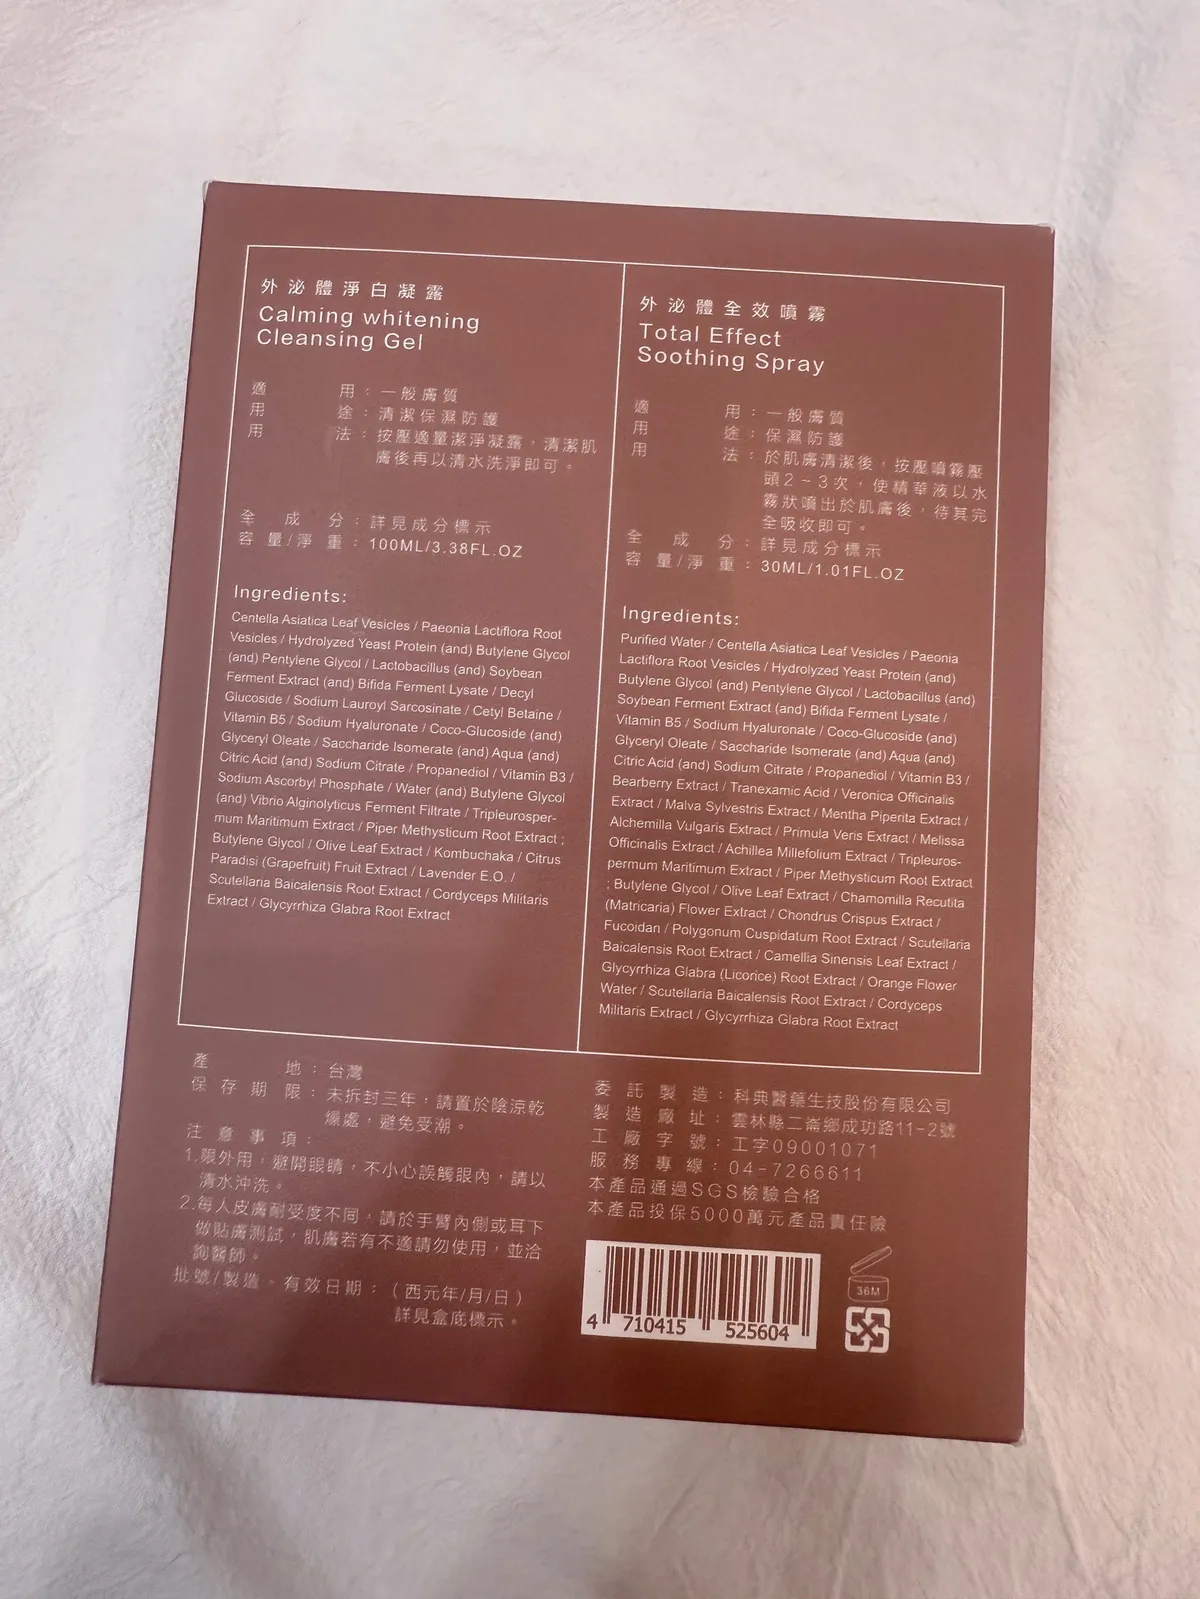 外泌體淨白凝露
Calming whitening
Cleansing Gel
適用：一般膚質
用途：清潔保濕防護
用法：按壓適量潔淨凝露，清潔肌
膚後再以清水洗淨即可。
全成分：詳見成分標示
容量/淨重：100ML/3.38FL.OZ
Ingredients:
Centella Asiatica Leaf Vesicles / Paeonia Lactiflora Root
Vesicles / Hydrolyzed Yeast Protein (and) Butylene Glycol
(and) Pentylene Glycol / Lactobacillus (and) Soybean
Ferment Extract (and) Bifida Ferment Lysate / Decyl
Glucoside / Sodium Lauroyl Sarcosinate / Cetyl Betaine /
Vitamin B5 / Sodium Hyaluronate / Coco-Glucoside (and)
Glyceryl Oleate / Saccharide Isomerate (and) Aqua (and)
Citric Acid (and) Sodium Citrate / Propanediol / Vitamin B3 /
Sodium Ascorbyl Phosphate / Water (and) Butylene Glycol
(and) Vibrio Alginolyticus Ferment Filtrate / Tripleurosper-
mum Maritimum Extract / Piper Methysticum Root Extract ;
Butylene Glycol / Olive Leaf Extract / Kombuchaka / Citrus
Paradisi (Grapefruit) Fruit Extract / Lavender E.O. /
Scutellaria Baicalensis Root Extract / Cordyceps Militaris
Extract / Glycyrrhiza Glabra Root Extract
外泌體全效噴霧
Total Effect
Soothing Spray
適用：一般膚質
用途：保濕防護
用法：於肌膚清潔後，按壓噴霧壓
頭2~3次，使精華液以水
霧狀噴出於肌膚後，待其完
全吸收即可。
全成分：詳見成分標示
容量/淨重：30ML/1.01FL.OZ
Ingredients:
Purified Water / Centella Asiatica Leaf Vesicles / Paeonia
Lactiflora Root Vesicles / Hydrolyzed Yeast Protein (and)
Butylene Glycol (and) Pentylene Glycol / Lactobacillus (and)
Soybean Ferment Extract (and) Bifida Ferment Lysate /
Vitamin B5 / Sodium Hyaluronate / Coco-Glucoside (and)
Glyceryl Oleate / Saccharide Isomerate (and) Aqua (and)
Citric Acid (and) Sodium Citrate / Propanediol / Vitamin B3 /
Bearberry Extract / Tranexamic Acid / Veronica Officinalis
Extract / Malva Sylvestris Extract / Mentha Piperita Extract /
Alchemilla Vulgaris Extract / Primula Veris Extract / Melissa
Officinalis Extract / Achillea Millefolium Extract / Tripleuros-
permum Maritimum Extract / Piper Methysticum Root Extract
; Butylene Glycol / Olive Leaf Extract / Chamomilla Recutita
(Matricaria) Flower Extract / Chondrus Crispus Extract /
Fucoidan / Polygonum Cuspidatum Root Extract / Scutellaria
Baicalensis Root Extract / Camellia Sinensis Leaf Extract /
Glycyrrhiza Glabra (Licorice) Root Extract / Orange Flower
Water / Scutellaria Baicalensis Root Extract / Cordyceps
Militaris Extract / Glycyrrhiza Glabra Root Extract
產地：台灣
保存期限：未拆封三年，請置於陰涼乾
燥處，避免受潮。
注意事項：
1.限外用，避開眼睛，不小心誤觸眼內，請以
清水沖洗。
2.每人皮膚耐受度不同，請於手臂內側或耳下
做貼膚測試，肌膚若有不適請勿使用，並洽
詢醫師。
批號/製造。有效日期：（西元年/月/日）
詳見盒底標示。
委託製造：科典醫藥生技股份有限公司
製造廠址：雲林縣二崙鄉成功路11-2號
工廠字號：工字09001071
服務專線：04-7266611
本產品通過SGS檢驗合格
本產品投保5000萬元產品責任險
36M
4 710415 525604